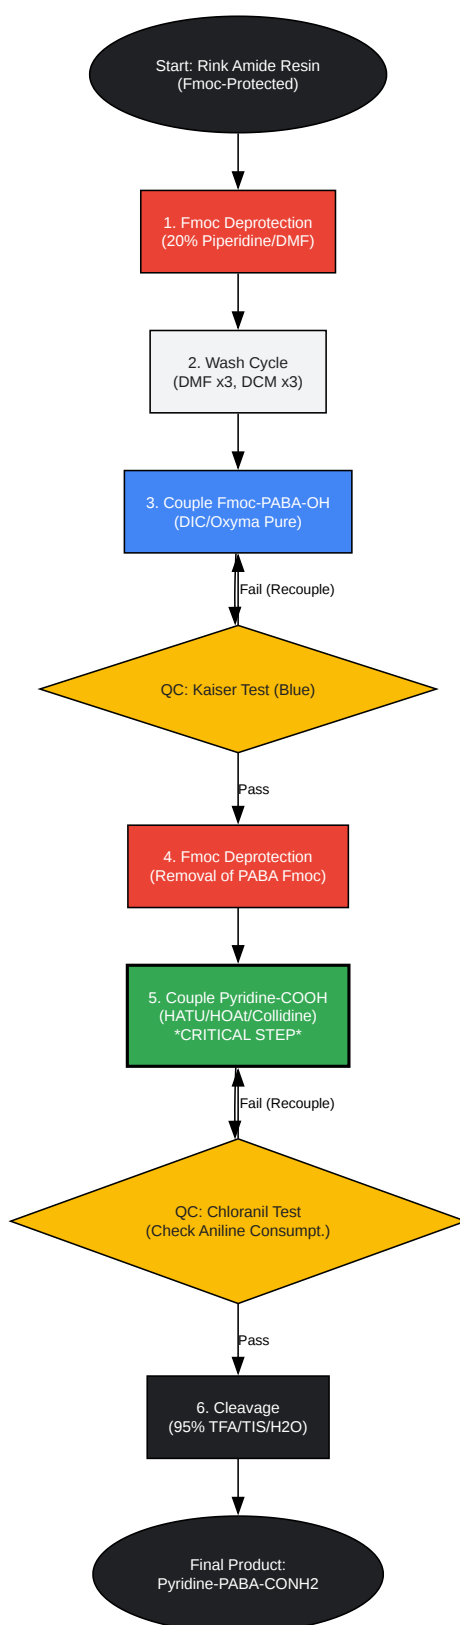 Start: Rink Amide Resin
(Fmoc-Protected)
1. Fmoc Deprotection
(20% Piperidine/DMF)
2. Wash Cycle
(DMF x3, DCM x3)
3. Couple Fmoc-PABA-OH
(DIC/Oxyma Pure)
Fail (Recouple)
QC: Kaiser Test (Blue)
Pass
4. Fmoc Deprotection
(Removal of PABA Fmoc)
5. Couple Pyridine-COOH
(HATU/HOAt/Collidine)
*CRITICAL STEP*
Fail (Recouple)
QC: Chloranil Test
(Check Aniline Consumpt.)
Pass
6. Cleavage
(95% TFA/TIS/H2O)
Final Product:
Pyridine-PABA-CONH2